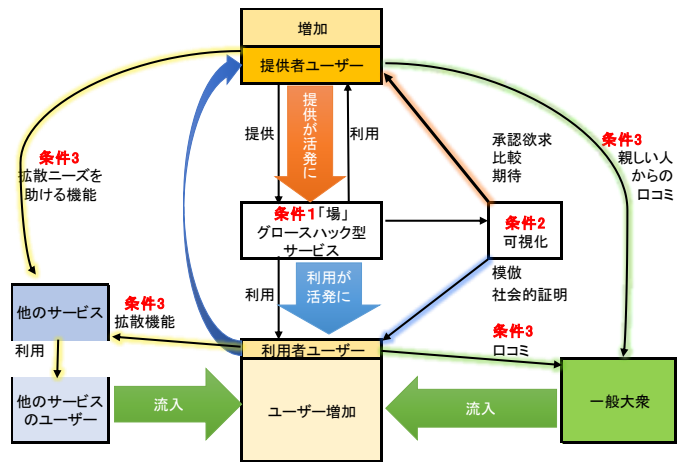 増加
提供者ユーザー
提供
提供が活発に
利用
承認欲求
比較
期待
条件3
親しい人
からの
口コミ
条件3
拡散ニーズを
助ける機能
条件1「場」
グロースハック型
サービス
条件2
可視化
利用
利用が
活発に
模倣
社会的証明
他のサービス
条件3
拡散機能
利用者ユーザー
条件3
口コミ
利用
他のサービス
のユーザー
流入
ユーザー増加
流入
一般大衆